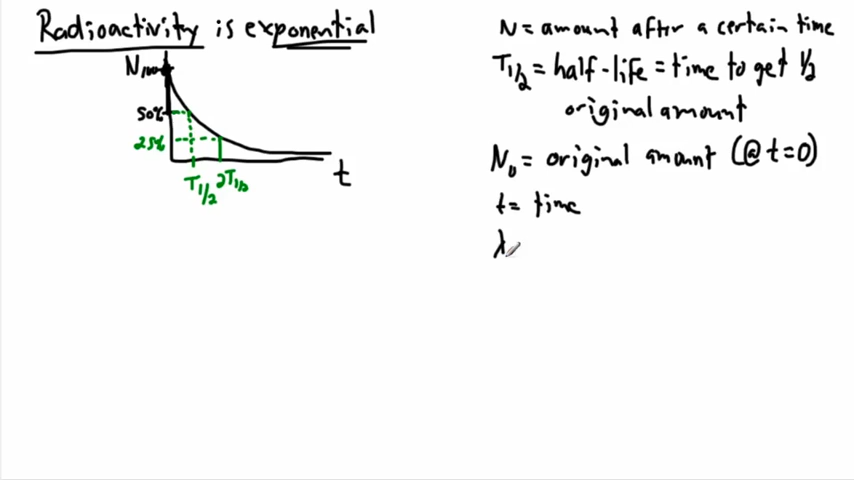 Radioactivity is exponential
N
50%
25%
T1/2 2T1/2
t
N = amount after a certain time
T1/2 = half-life = time to get 1/2
original amount
N0 = original amount (@ t=0)
t = time
λ